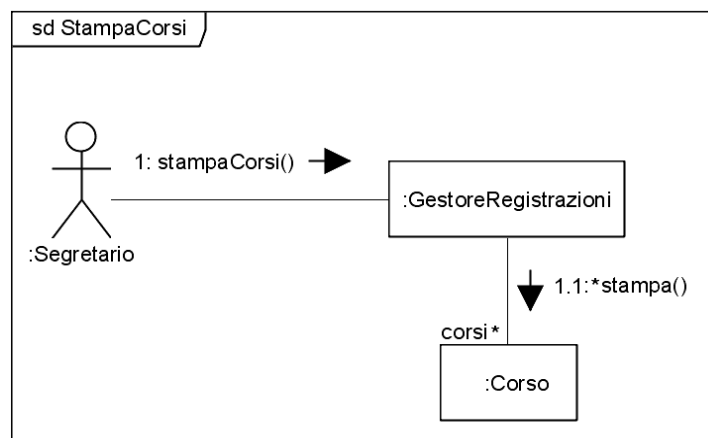 sd StampaCorsi
1: stampaCorsi()
:GestoreRegistrazioni
:Segretario
1.1:*stampa()
corsi*
:Corso